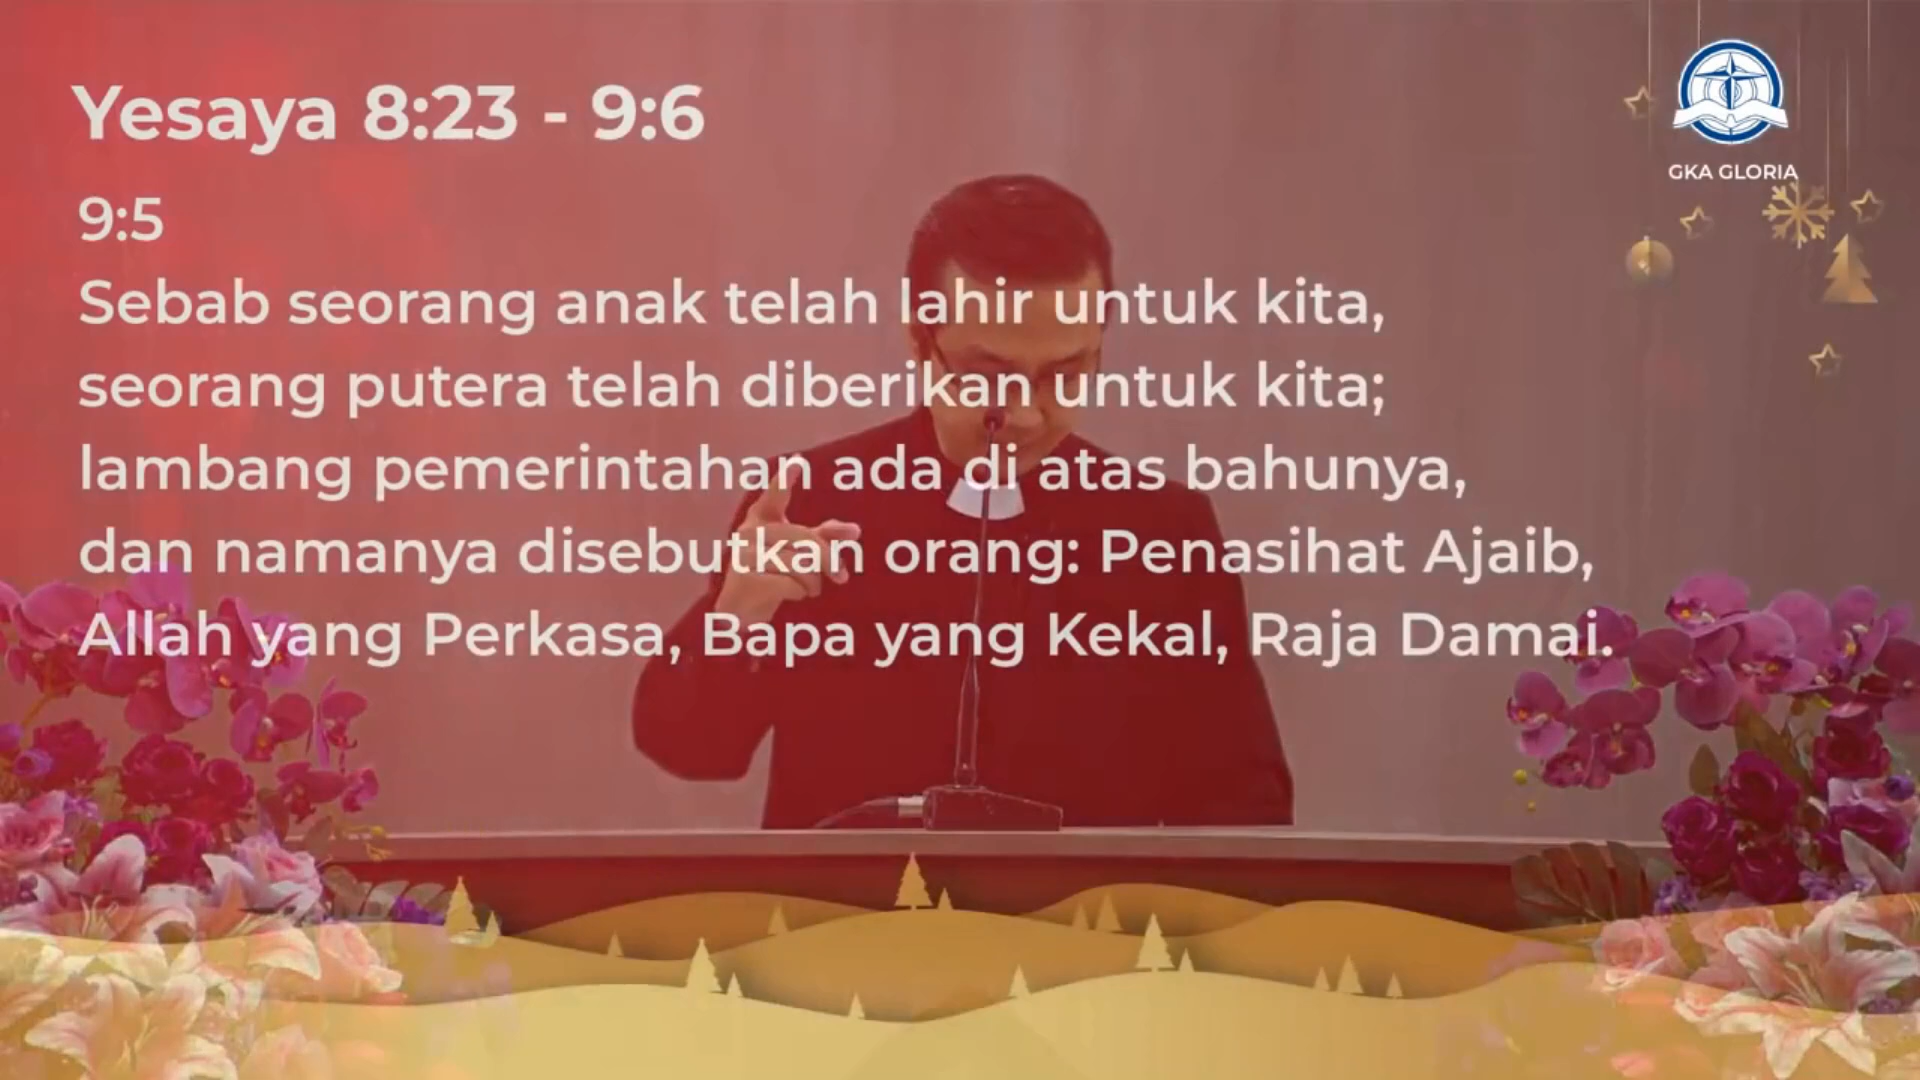 Yesaya 8:23 - 9:6
GKA GLORIA
9:5
Sebab seorang anak telah lahir untuk kita,
seorang putera telah diberikan untuk kita;
lambang pemerintahan ada di atas bahunya,
dan namanya disebutkan orang: Penasihat Ajaib,
Allah yang Perkasa, Bapa yang Kekal, Raja Damai.